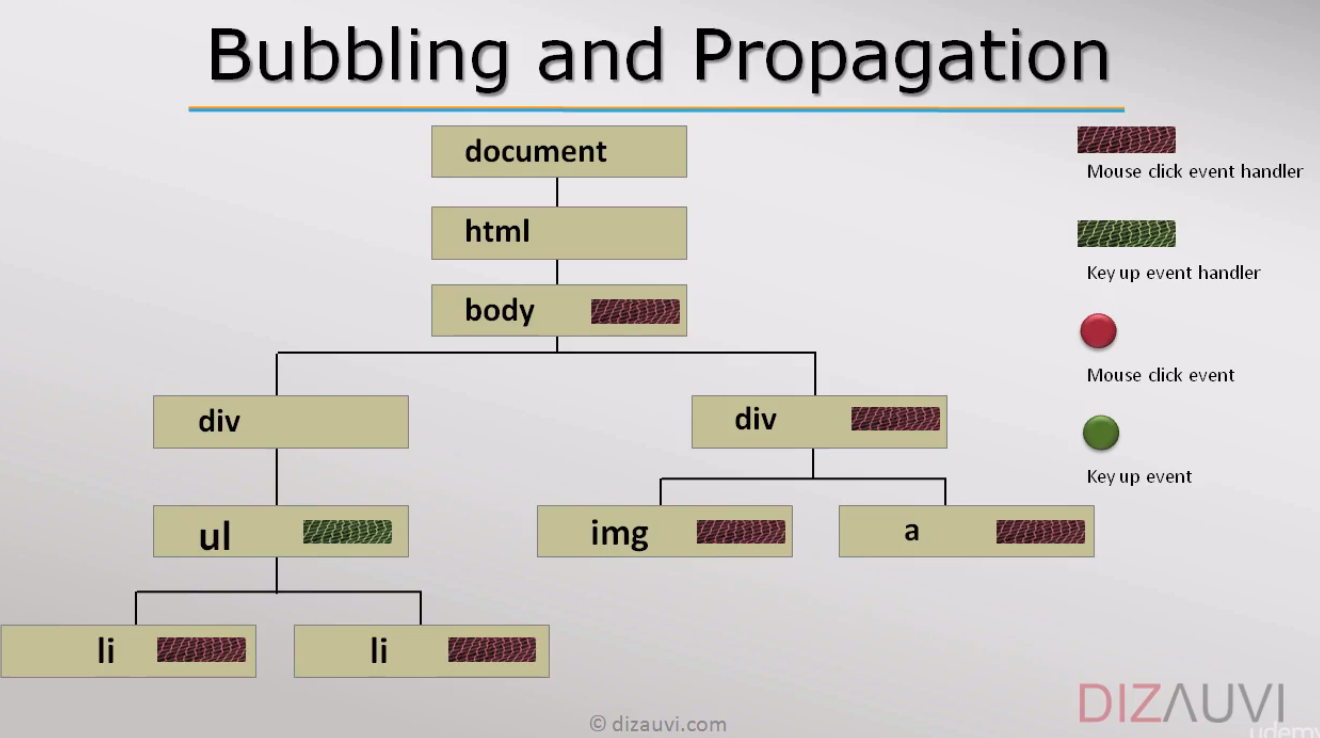 Bubbling and Propagation
document
Mouse click event handler
html
Key up event handler
body
Mouse click event
div
div
Key up event
ul
img
a
li
li
DIZAUVI
© dizauvi.com
udemy